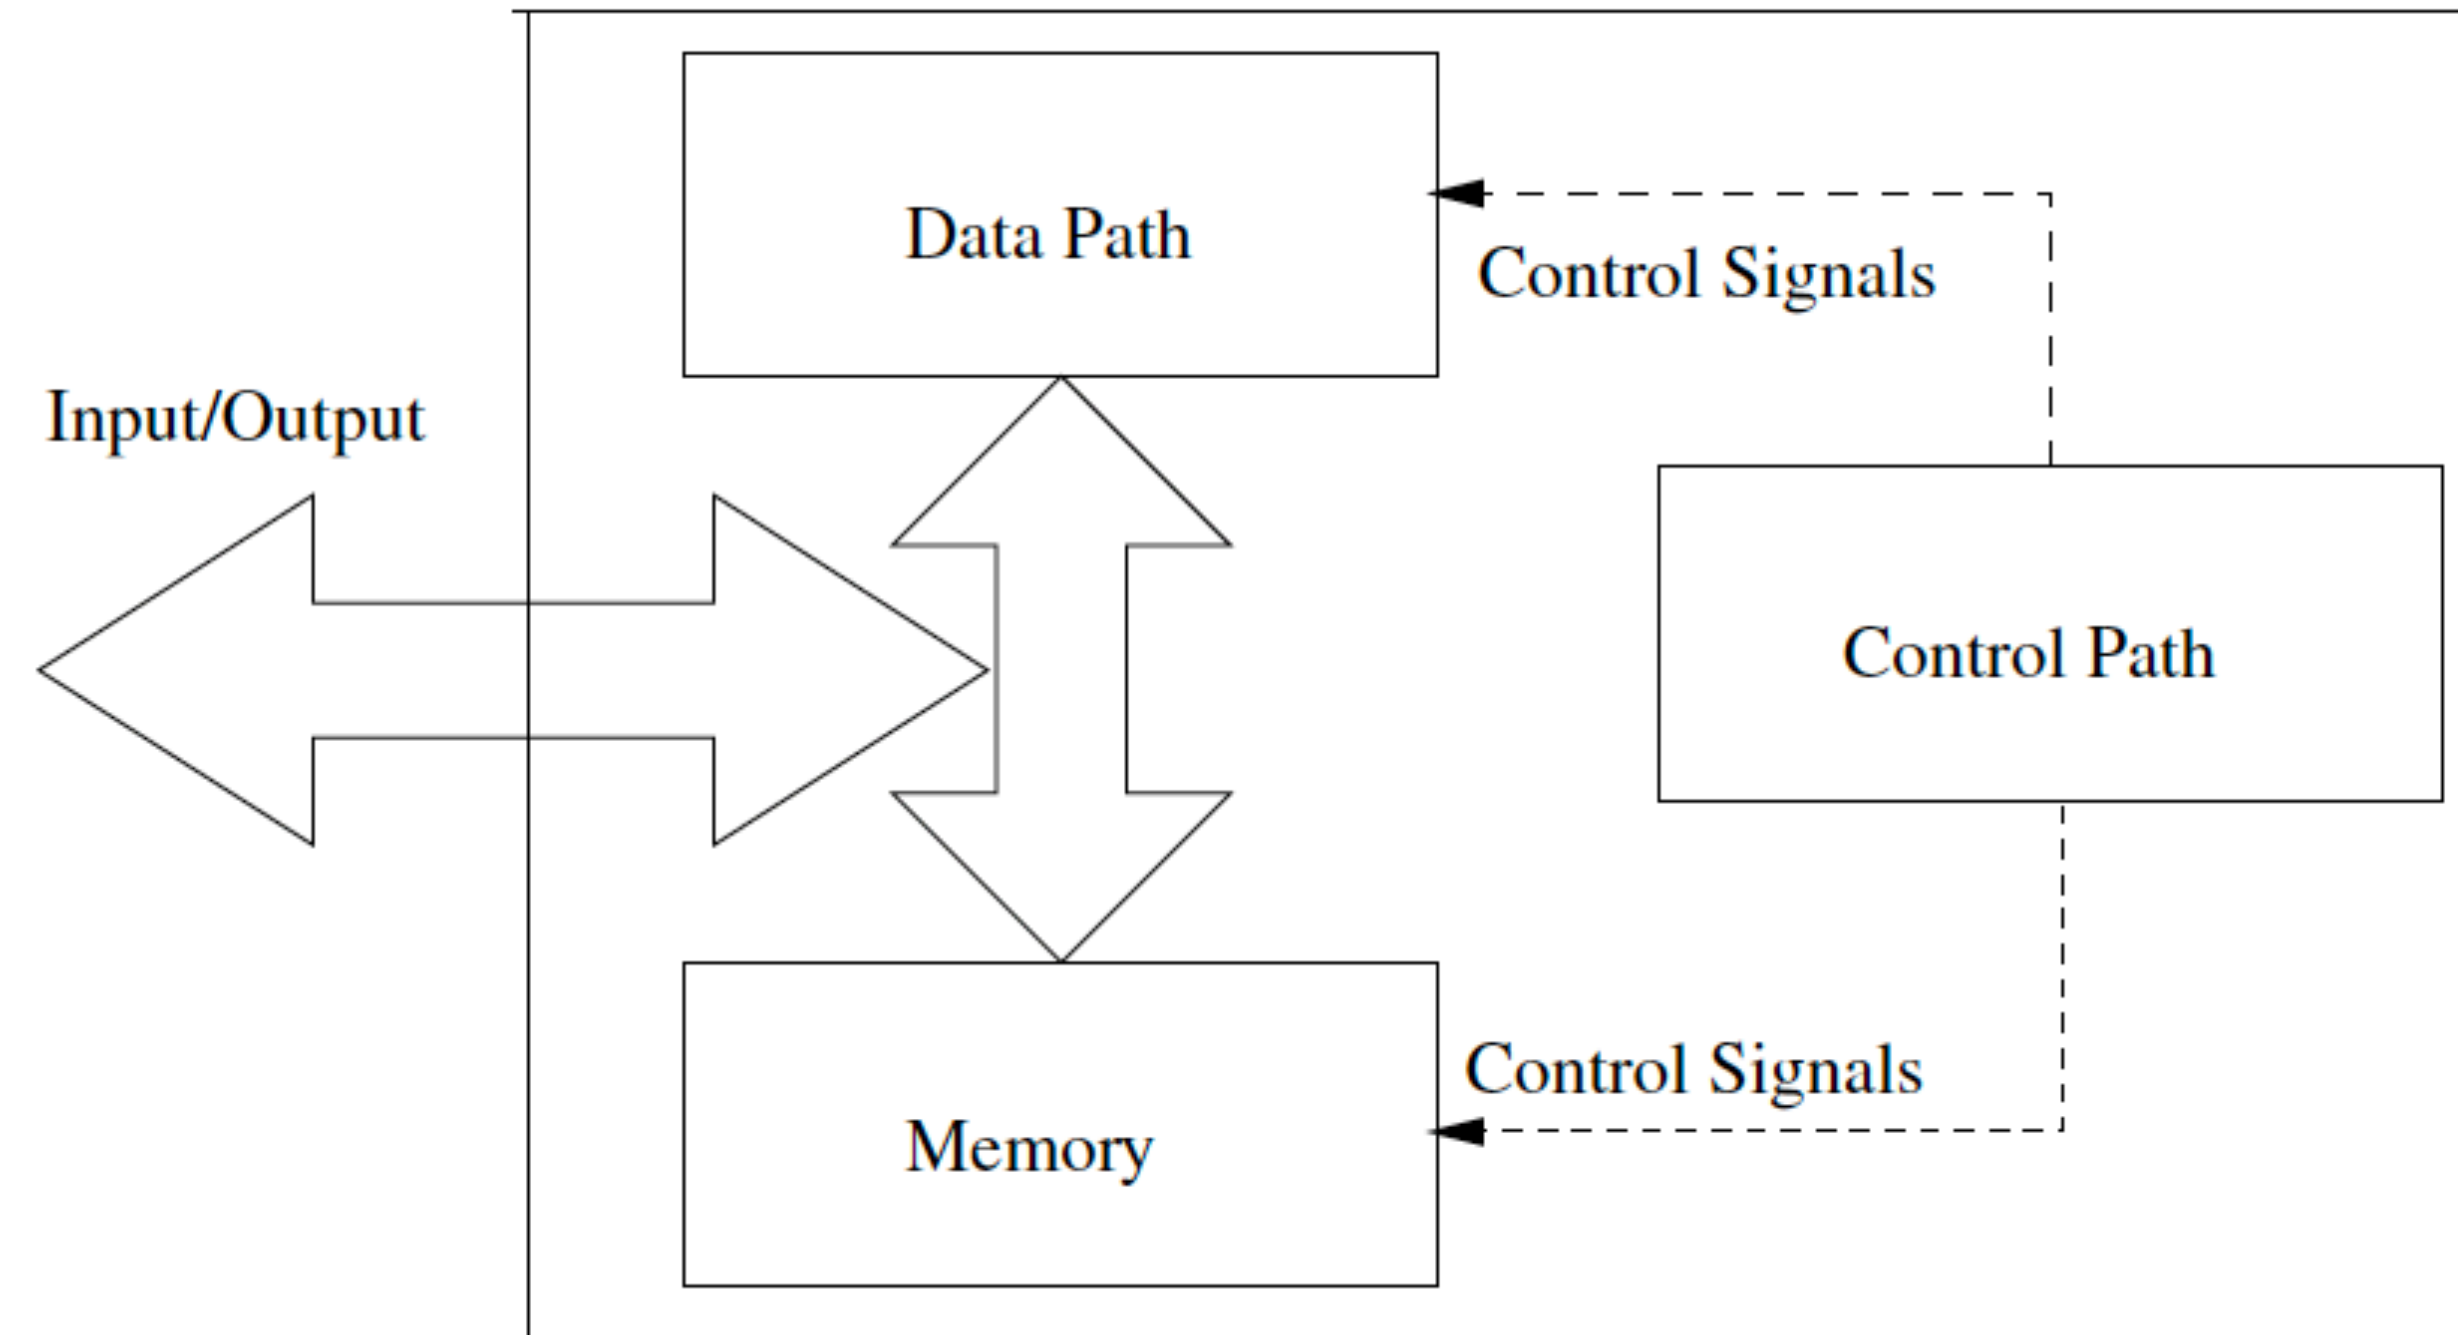 Data Path
Control Signals
Input/Output
Control Path
Control Signals
Memory